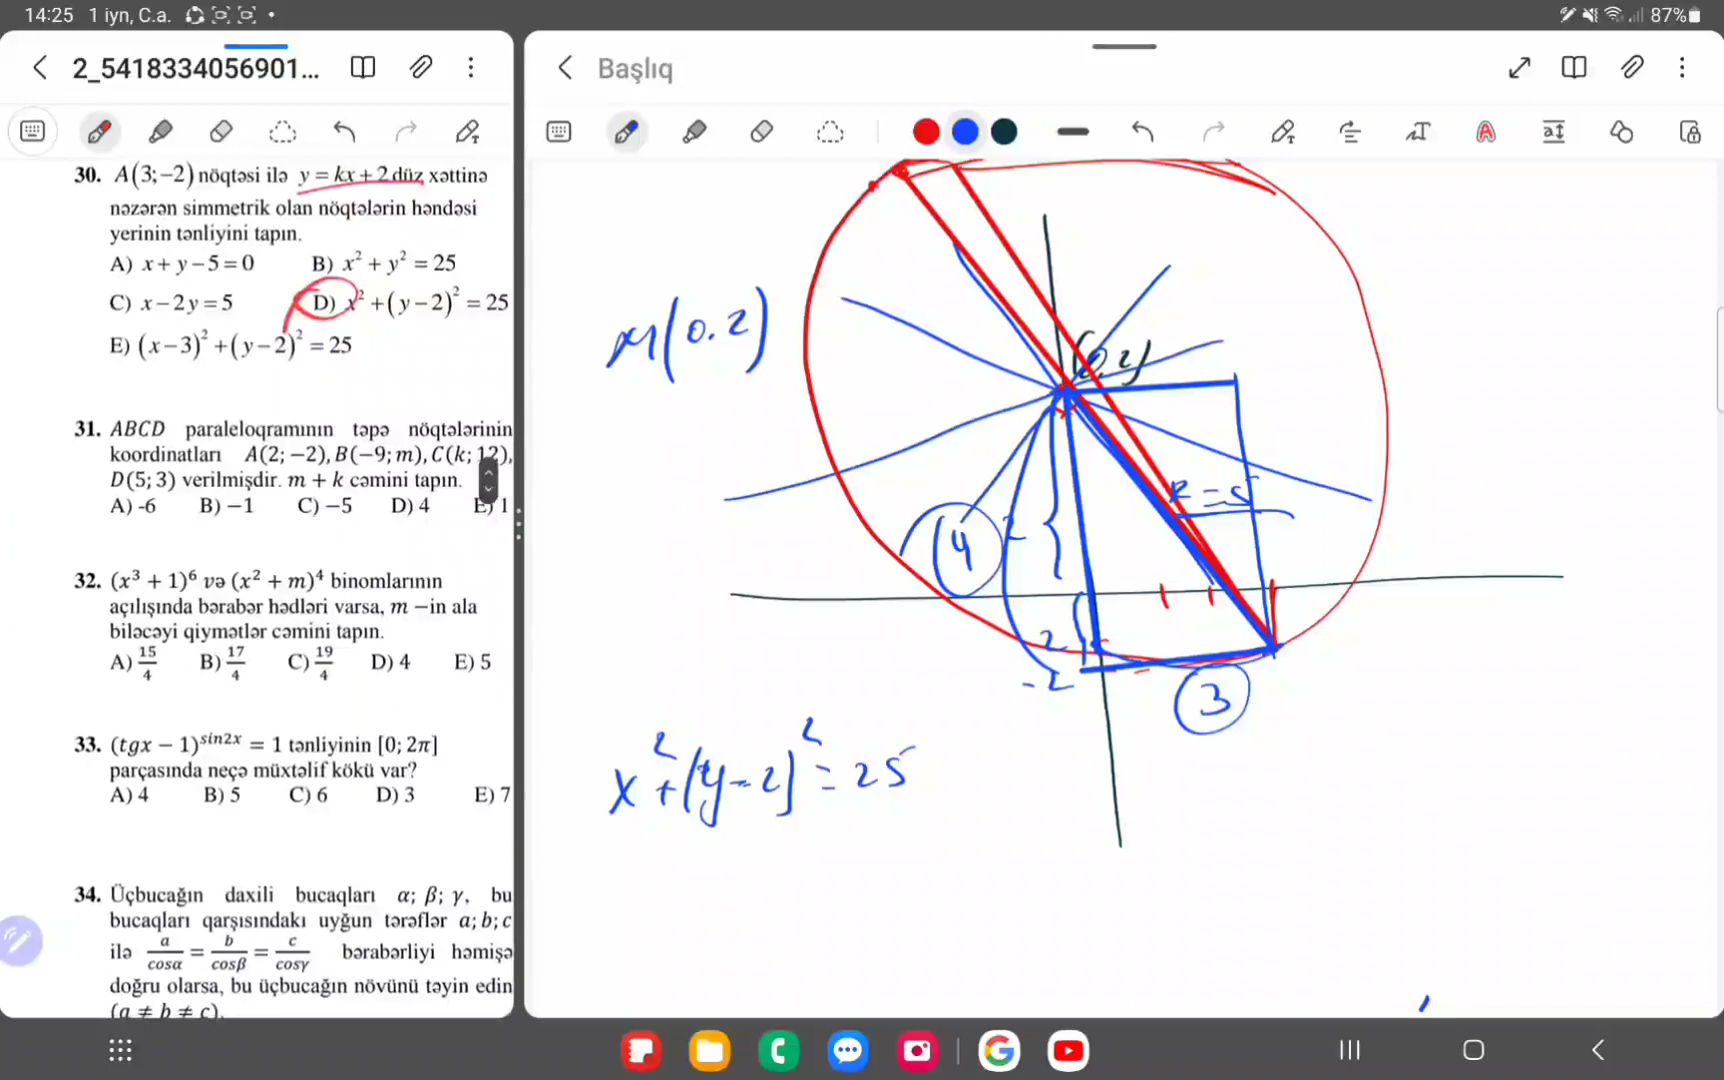 14:25 1 iyn, C.a. 87%
2_5418334056901...
30. A(3;−2) nöqtəsi ilə y = kx + 2 düz xəttinə
nəzərən simmetrik olan nöqtələrin həndəsi
yerinin tənliyini tapın.
A) x + y − 5 = 0 B) x² + y² = 25
C) x − 2y = 5 D) x² + (y − 2)² = 25
E) (x − 3)² + (y − 2)² = 25
31. ABCD paraleloqramının təpə nöqtələrinin
koordinatları A(2; −2), B(−9; m), C(k; 12),
D(5; 3) verilmişdir. m + k cəmini tapın.
A) -6 B) −1 C) −5 D) 4 E) 1
32. (x³ + 1)⁶ və (x² + m)⁴ binomlarının
açılışında bərabər hədləri varsa, m −in ala
biləcəyi qiymətlər cəmini tapın.
A) 15/4 B) 17/4 C) 19/4 D) 4 E) 5
33. (tgx − 1)^sin2x = 1 tənliyinin [0; 2π]
parçasında neçə müxtəlif kökü var?
A) 4 B) 5 C) 6 D) 3 E) 7
34. Üçbucağın daxili bucaqları α; β; γ, bu
bucaqları qarşısındakı uyğun tərəflər a; b; c
ilə a/cosα = b/cosβ = c/cosγ bərabərliyi həmişə
doğru olarsa, bu üçbucağın növünü təyin edin
(a ≠ b ≠ c).
Başlıq
M(0.2)
(0,2)
R = 5
4
2
2
-2
3
x² + (y − 2)² = 25